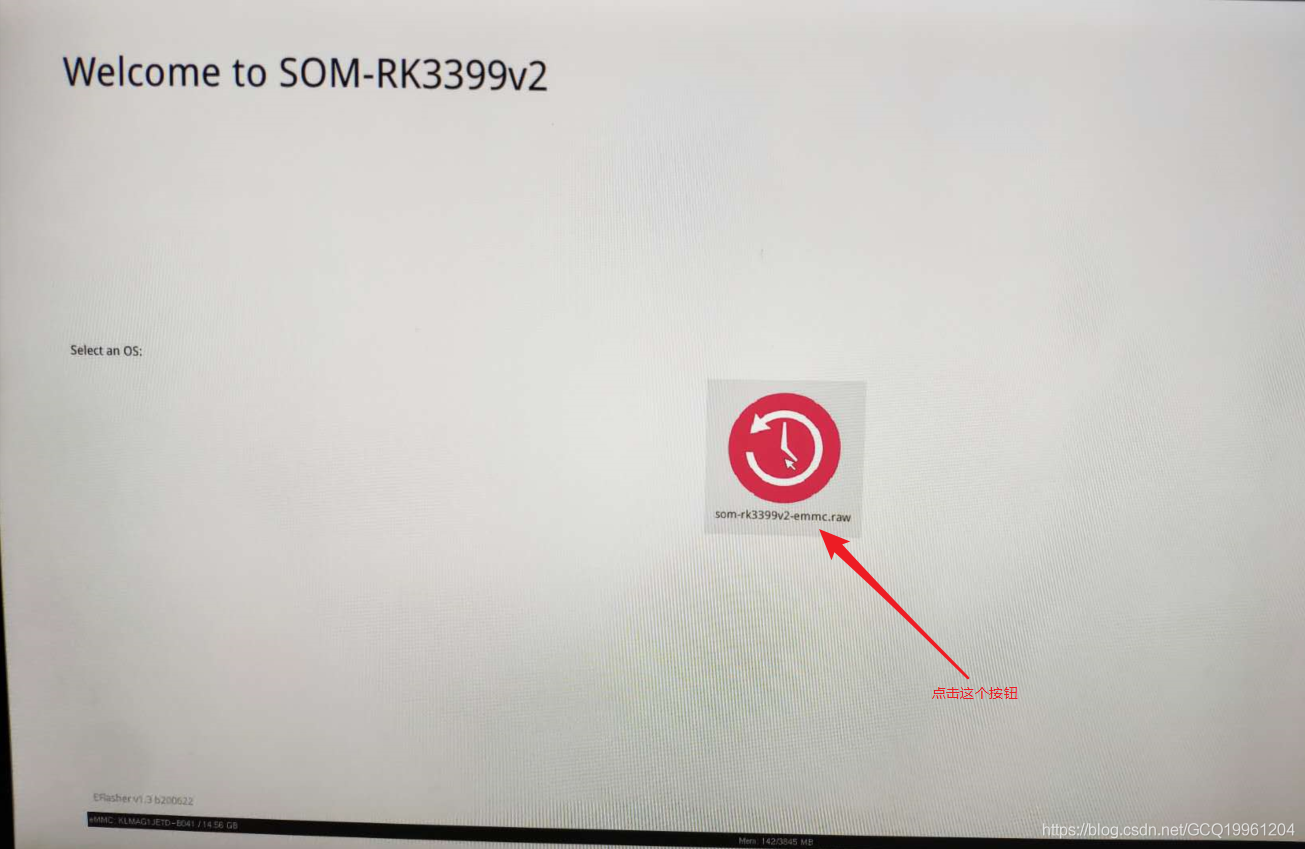 Welcome to SOM-RK3399v2
Select an OS:
som-rk3399v2-emmc.raw
点击这个按钮
EFlasher v1.3 b200622
eMMC: KLMAG1JETD-B041 / 14.56 GB
Mem: 142/3845 MB
https://blog.csdn.net/GCQ19961204